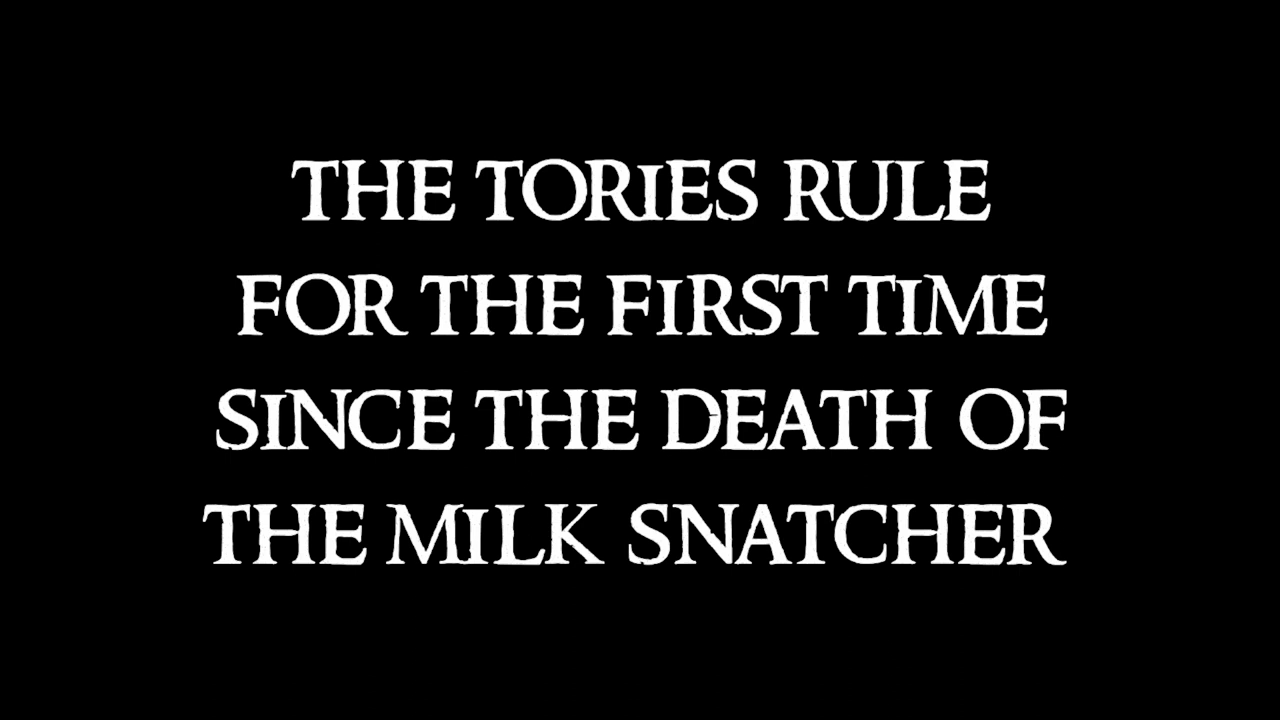 THE TORIES RULE
FOR THE FIRST TIME
SINCE THE DEATH OF
THE MILK SNATCHER